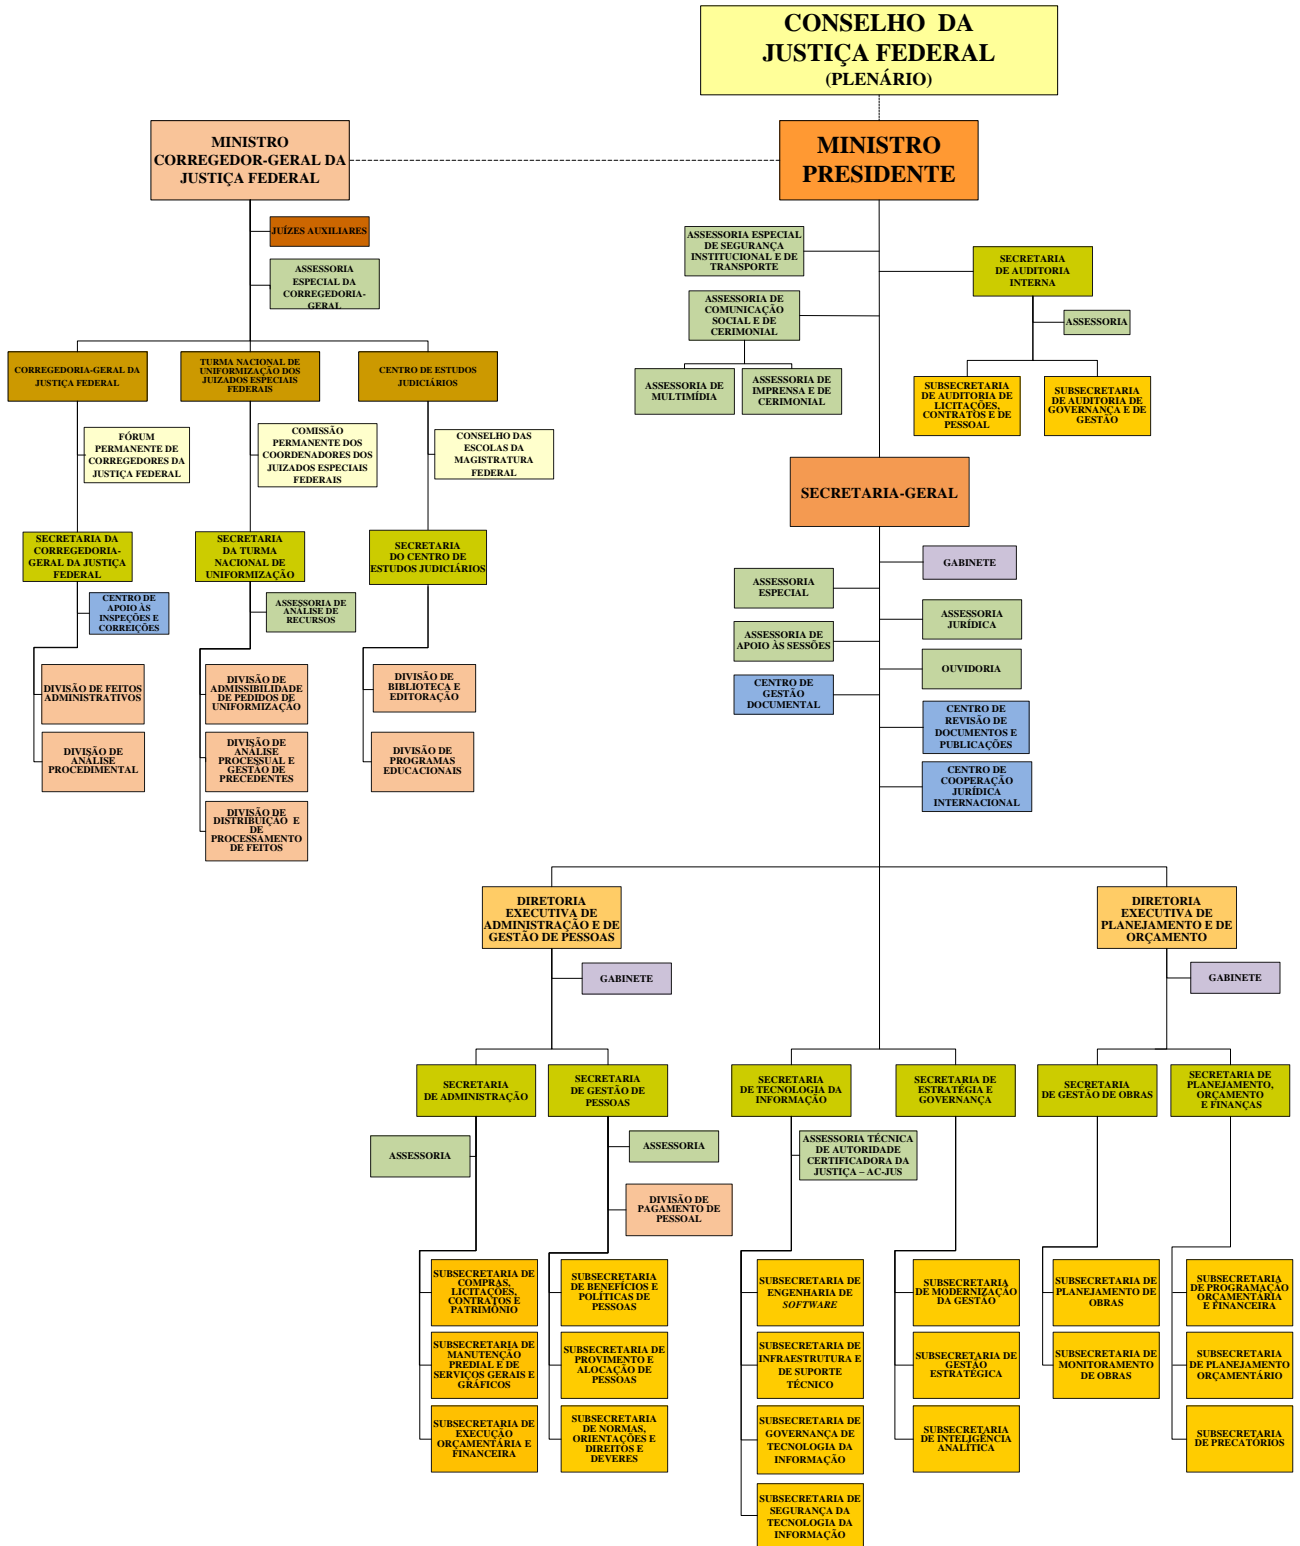 CONSELHO DA
JUSTIÇA FEDERAL
(PLENÁRIO)
MINISTRO
CORREGEDOR-GERAL DA
JUSTIÇA FEDERAL
MINISTRO
PRESIDENTE
JUÍZES AUXILIARES
ASSESSORIA
ESPECIAL DA
CORREGEDORIA-
GERAL
ASSESSORIA ESPECIAL
DE SEGURANÇA
INSTITUCIONAL E DE
TRANSPORTE
SECRETARIA
DE AUDITORIA
INTERNA
ASSESSORIA DE
COMUNICAÇÃO
SOCIAL E DE
CERIMONIAL
ASSESSORIA
ASSESSORIA DE
MULTIMÍDIA
ASSESSORIA DE
IMPRENSA E DE
CERIMONIAL
SUBSECRETARIA
DE AUDITORIA DE
LICITAÇÕES,
CONTRATOS E DE
PESSOAL
SUBSECRETARIA
DE AUDITORIA DE
GOVERNANÇA E DE
GESTÃO
CORREGEDORIA-GERAL DA
JUSTIÇA FEDERAL
TURMA NACIONAL DE
UNIFORMIZAÇÃO DOS
JUIZADOS ESPECIAIS
FEDERAIS
CENTRO DE ESTUDOS
JUDICIÁRIOS
FÓRUM
PERMANENTE DE
CORREGEDORES DA
JUSTIÇA FEDERAL
COMISSÃO
PERMANENTE DOS
COORDENADORES DOS
JUIZADOS ESPECIAIS
FEDERAIS
CONSELHO DAS
ESCOLAS DA
MAGISTRATURA
FEDERAL
SECRETARIA-GERAL
SECRETARIA DA
CORREGEDORIA-
GERAL DA JUSTIÇA
FEDERAL
SECRETARIA
DA TURMA
NACIONAL DE
UNIFORMIZAÇÃO
SECRETARIA
DO CENTRO DE
ESTUDOS JUDICIÁRIOS
CENTRO DE
APOIO ÀS
INSPEÇÕES E
CORREIÇÕES
ASSESSORIA DE
ANÁLISE DE
RECURSOS
GABINETE
ASSESSORIA
ESPECIAL
ASSESSORIA
JURÍDICA
ASSESSORIA DE
APOIO ÀS SESSÕES
OUVIDORIA
DIVISÃO DE FEITOS
ADMINISTRATIVOS
DIVISÃO DE
ADMISSIBILIDADE
DE PEDIDOS DE
UNIFORMIZAÇÃO
DIVISÃO DE
BIBLIOTECA E
EDITORAÇÃO
CENTRO DE
GESTÃO
DOCUMENTAL
CENTRO DE
REVISÃO DE
DOCUMENTOS E
PUBLICAÇÕES
DIVISÃO DE
ANÁLISE
PROCEDIMENTAL
DIVISÃO DE
ANÁLISE
PROCESSUAL E
GESTÃO DE
PRECEDENTES
DIVISÃO DE
PROGRAMAS
EDUCACIONAIS
CENTRO DE
COOPERAÇÃO
JURÍDICA
INTERNACIONAL
DIVISÃO DE
DISTRIBUIÇÃO E
DE
PROCESSAMENTO
DE FEITOS
DIRETORIA
EXECUTIVA DE
ADMINISTRAÇÃO E DE
GESTÃO DE PESSOAS
DIRETORIA
EXECUTIVA DE
PLANEJAMENTO E DE
ORÇAMENTO
GABINETE
GABINETE
SECRETARIA
DE ADMINISTRAÇÃO
SECRETARIA
DE GESTÃO DE
PESSOAS
SECRETARIA
DE TECNOLOGIA DA
INFORMAÇÃO
SECRETARIA DE
ESTRATÉGIA E
GOVERNANÇA
SECRETARIA
DE GESTÃO DE OBRAS
SECRETARIA DE
PLANEJAMENTO,
ORÇAMENTO
E FINANÇAS
ASSESSORIA
ASSESSORIA
ASSESSORIA TÉCNICA
DE AUTORIDADE
CERTIFICADORA DA
JUSTIÇA – AC-JUS
DIVISÃO DE
PAGAMENTO DE
PESSOAL
SUBSECRETARIA DE
COMPRAS,
LICITAÇÕES,
CONTRATOS E
PATRIMÔNIO
SUBSECRETARIA
DE BENEFÍCIOS E
POLÍTICAS DE
PESSOAS
SUBSECRETARIA DE
ENGENHARIA DE
SOFTWARE
SUBSECRETARIA
DE MODERNIZAÇÃO
DA GESTÃO
SUBSECRETARIA DE
PLANEJAMENTO DE
OBRAS
SUBSECRETARIA
DE PROGRAMAÇÃO
ORÇAMENTÁRIA
E FINANCEIRA
SUBSECRETARIA DE
MANUTENÇÃO
PREDIAL E DE
SERVIÇOS GERAIS E
GRÁFICOS
SUBSECRETARIA DE
PROVIMENTO E
ALOCAÇÃO DE
PESSOAS
SUBSECRETARIA DE
INFRAESTRUTURA E
DE SUPORTE
TÉCNICO
SUBSECRETARIA DE
GESTÃO
ESTRATÉGICA
SUBSECRETARIA DE
MONITORAMENTO
DE OBRAS
SUBSECRETARIA
DE PLANEJAMENTO
ORÇAMENTÁRIO
SUBSECRETARIA DE
EXECUÇÃO
ORÇAMENTÁRIA E
FINANCEIRA
SUBSECRETARIA
DE NORMAS,
ORIENTAÇÕES E
DIREITOS E
DEVERES
SUBSECRETARIA DE
GOVERNANÇA DE
TECNOLOGIA DA
INFORMAÇÃO
SUBSECRETARIA
DE INTELIGÊNCIA
ANALÍTICA
SUBSECRETARIA
DE PRECATÓRIOS
SUBSECRETARIA DE
SEGURANÇA DA
TECNOLOGIA DA
INFORMAÇÃO